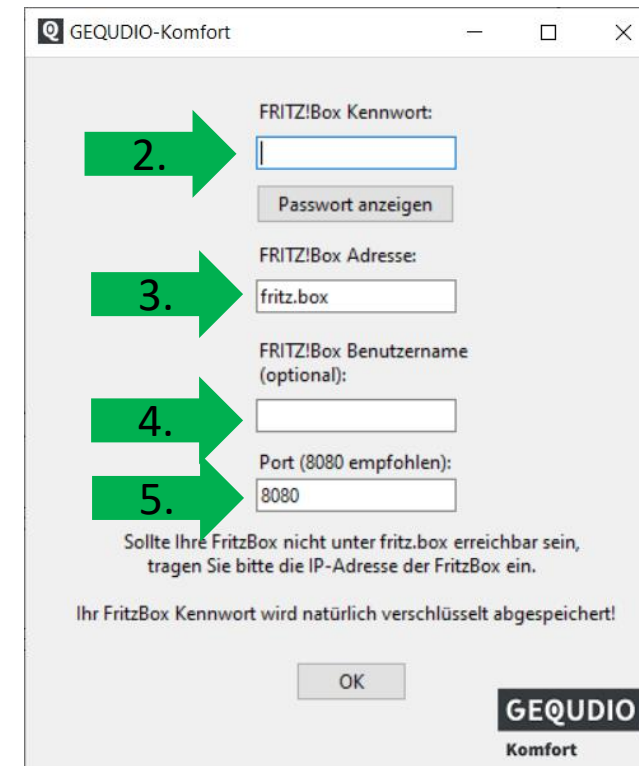 GEQUDIO-Komfort
FRITZ!Box Kennwort:
2.
Passwort anzeigen
FRITZ!Box Adresse:
3. fritz.box
FRITZ!Box Benutzername
(optional):
4.
Port (8080 empfohlen):
5. 8080
Sollte Ihre FritzBox nicht unter fritz.box erreichbar sein,
tragen Sie bitte die IP-Adresse der FritzBox ein.
Ihr FritzBox Kennwort wird natürlich verschlüsselt abgespeichert!
OK
GEQUDIO
Komfort